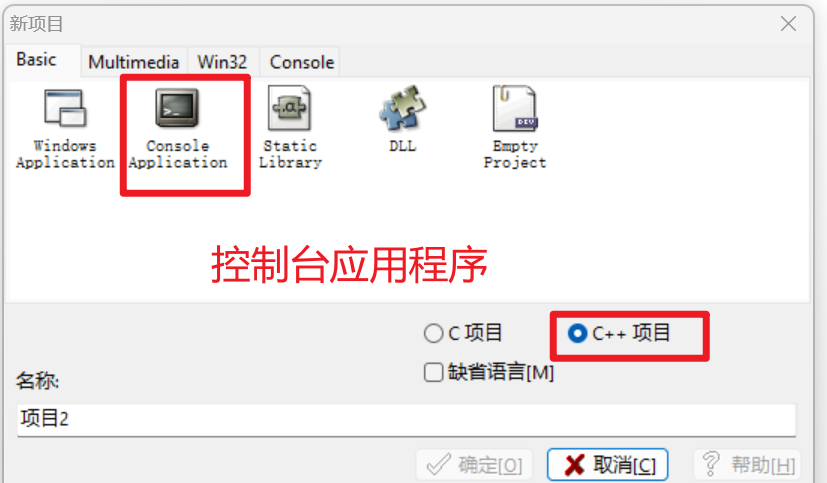 新项目
Basic Multimedia Win32 Console
Windows Application
Console Application
Static Library
DLL
Empty Project
DEV
控制台应用程序
C 项目
C++ 项目
缺省语言[M]
名称:
项目2
确定[O]
取消[C]
帮助[H]